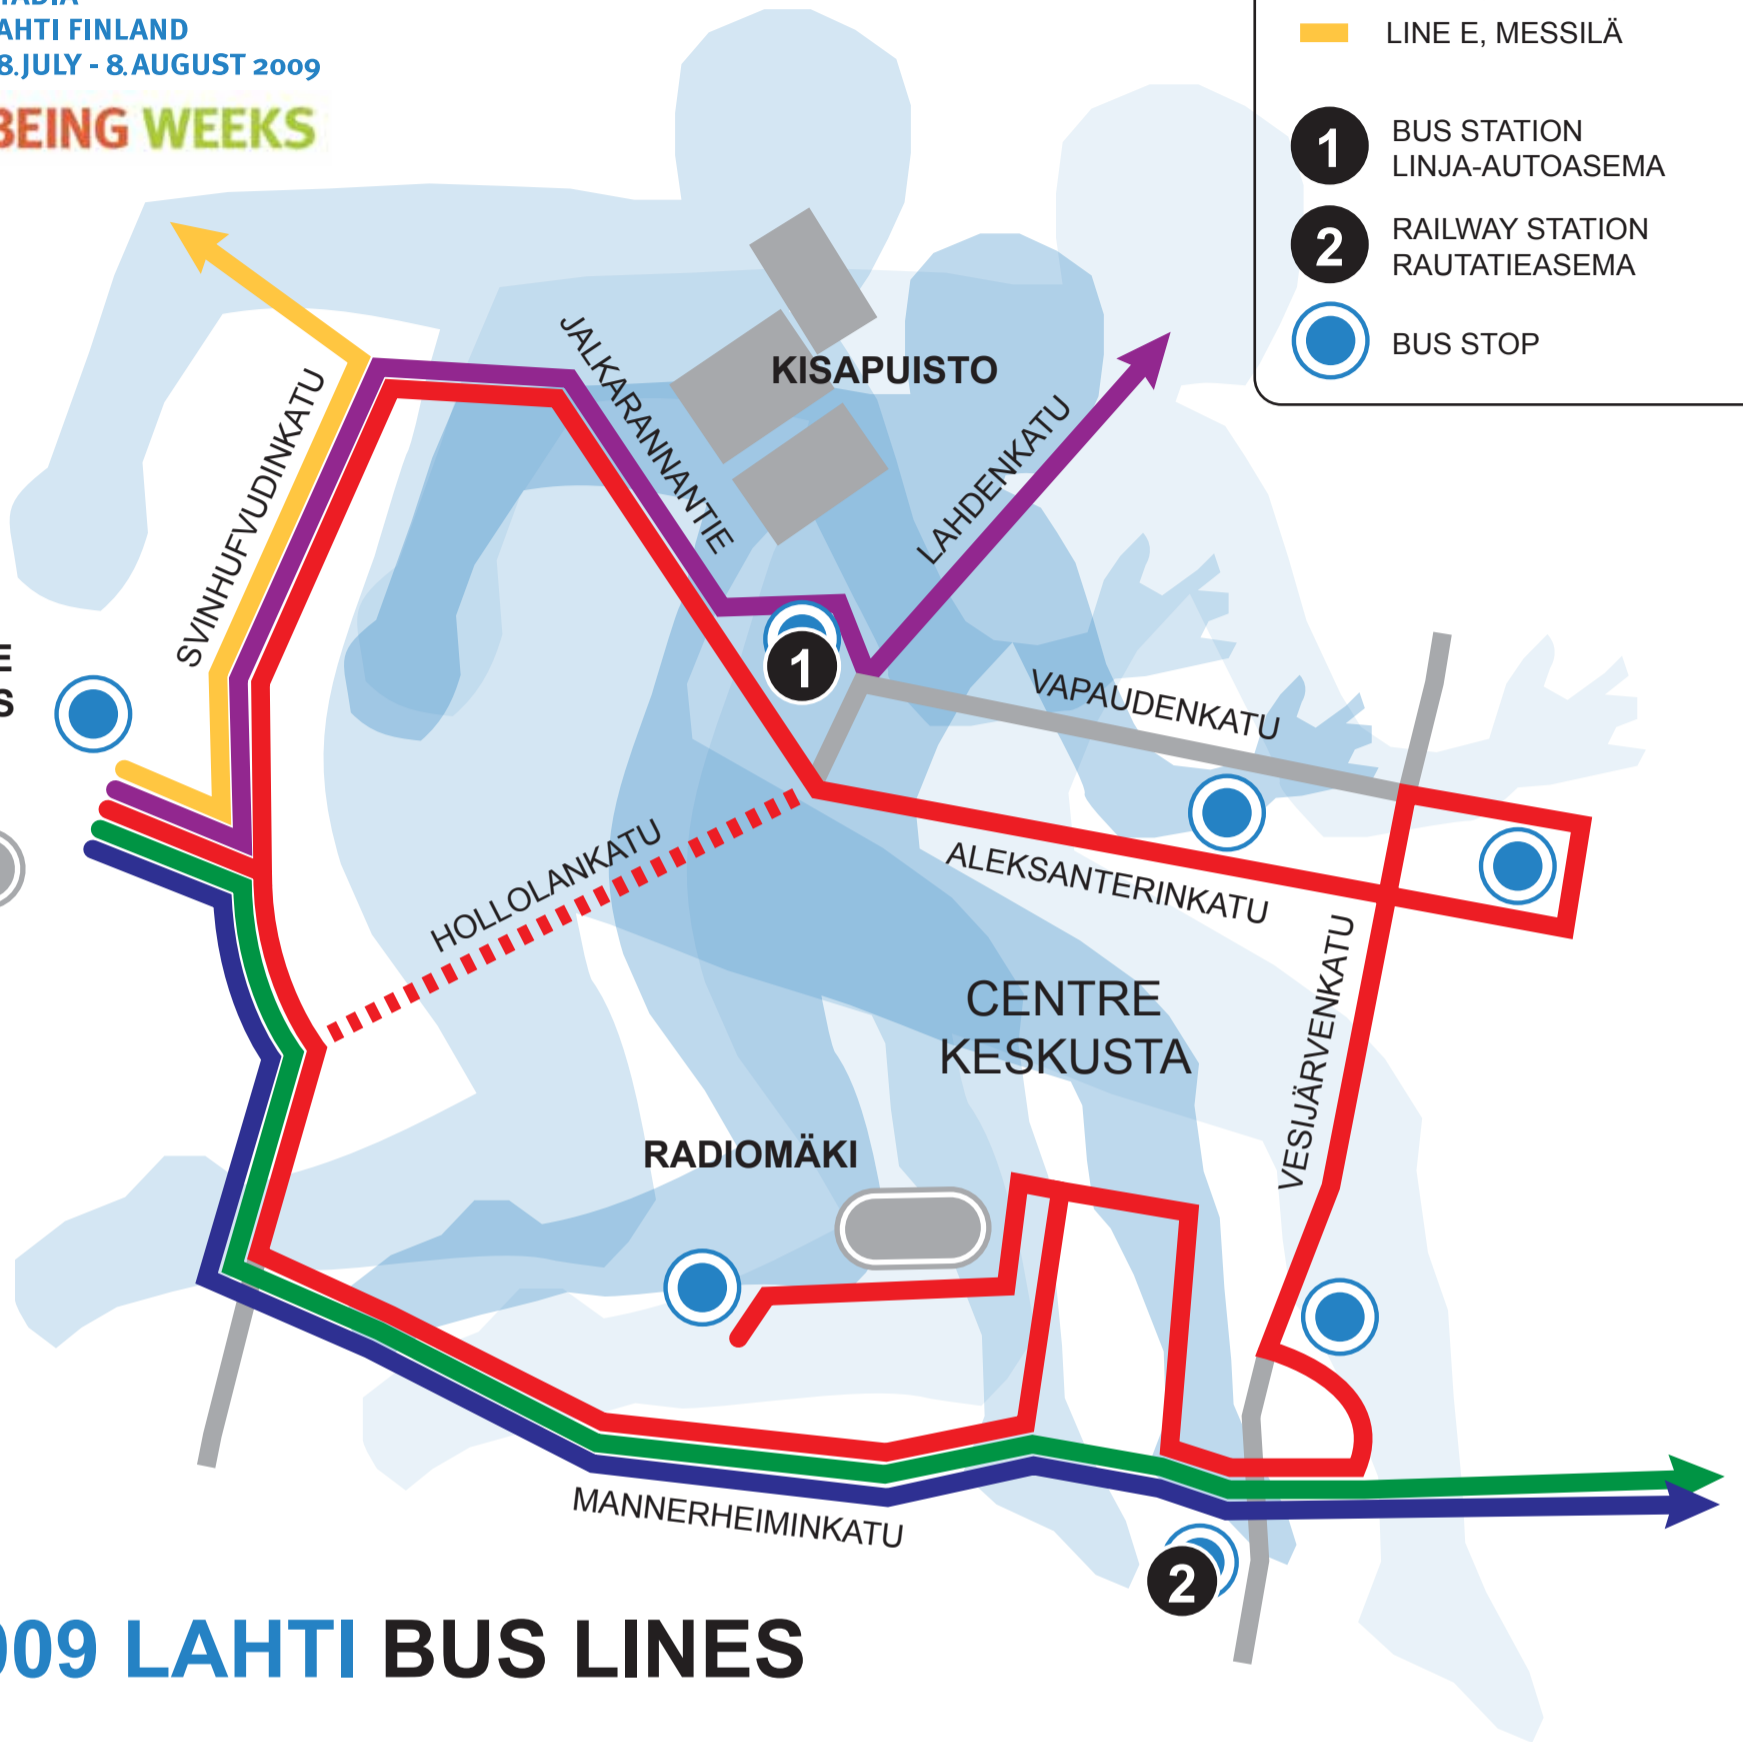 AHTI FINLAND
8.JULY - 8.AUGUST 2009
BEING WEEKS
LINE E, MESSILÄ
1
BUS STATION
LINJA-AUTOASEMA
2
RAILWAY STATION
RAUTATIEASEMA
BUS STOP
KISAPUISTO
JALKARANNANTIE
SVINHUFVUDINKATU
LAHDENKATU
1
VAPAUDENKATU
E
S
HOLLOLANKATU
ALEKSANTERINKATU
VESIJÄRVENKATU
CENTRE
KESKUSTA
RADIOMÄKI
MANNERHEIMINKATU
2
009 LAHTI BUS LINES